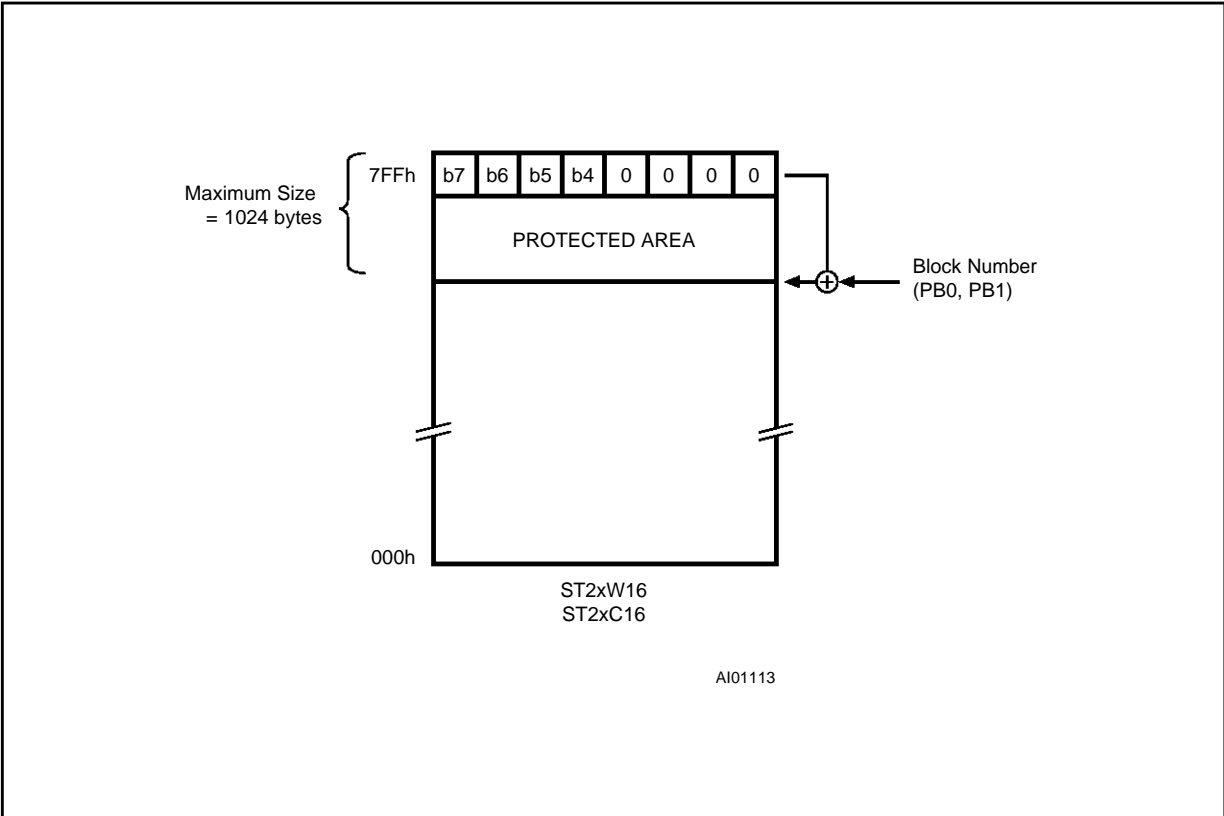 Maximum Size
= 1024 bytes
7FFh
b7 b6 b5 b4 0 0 0 0
PROTECTED AREA
Block Number
(PB0, PB1)
000h
ST2xW16
ST2xC16
AI01113